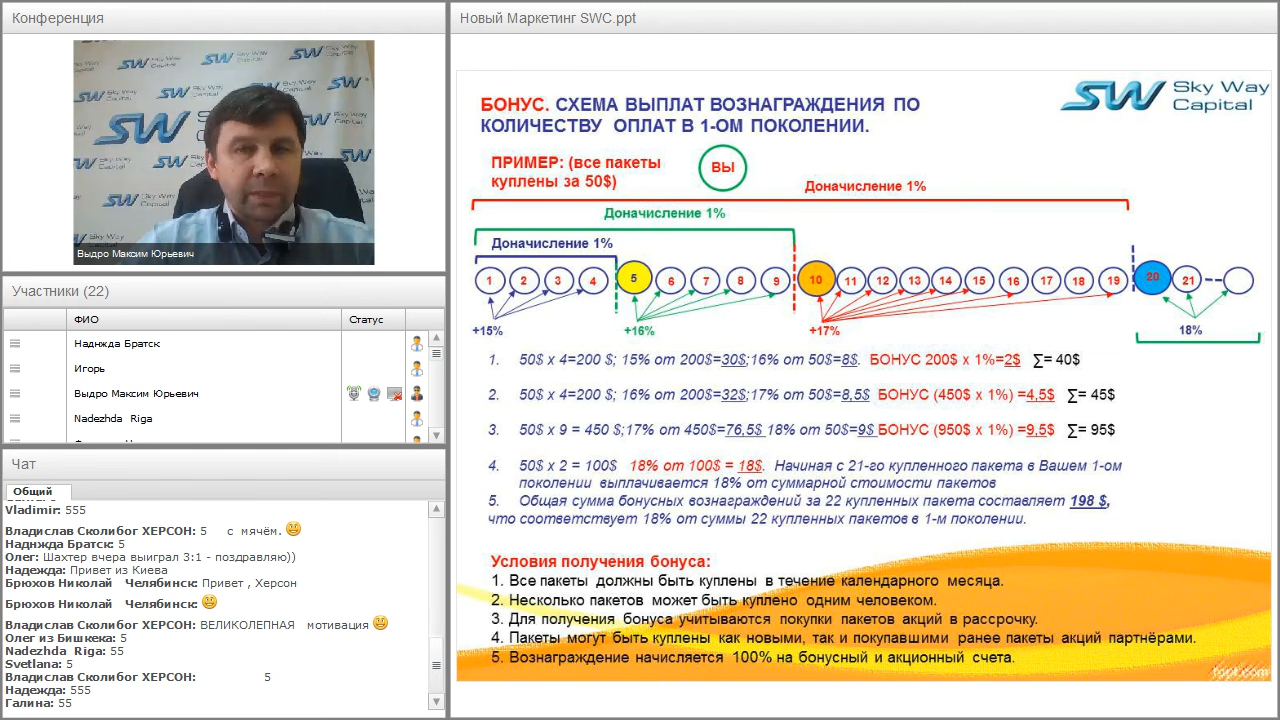 Конференция
SW
Sky Way
Capital
Выдро Максим Юрьевич
Участники (22)
ФИО
Статус
Наднжда Братск
Игорь
Выдро Максим Юрьевич
Nadezhda Riga
Чат
Общий
Vladimir: 555
Владислав Сколибог ХЕРСОН: 5 с мячём.
Наднжда Братск: 5
Олег: Шахтер вчера выиграл 3:1 - поздравляю))
Надежда: Привет из Киева
Брюхов Николай Челябинск: Привет , Херсон
Брюхов Николай Челябинск:
Владислав Сколибог ХЕРСОН: ВЕЛИКОЛЕПНАЯ мотивация
Олег из Бишкека: 5
Nadezhda Riga: 55
Svetlana: 5
Владислав Сколибог ХЕРСОН: 5
Надежда: 555
Галина: 55
Новый Маркетинг SWC.ppt
SW Sky Way
Capital
БОНУС. СХЕМА ВЫПЛАТ ВОЗНАГРАЖДЕНИЯ ПО
КОЛИЧЕСТВУ ОПЛАТ В 1-ОМ ПОКОЛЕНИИ.
ПРИМЕР: (все пакеты
куплены за 50$)
ВЫ
Доначисление 1%
Доначисление 1%
Доначисление 1%
1 2 3 4 5 6 7 8 9 10 11 12 13 14 15 16 17 18 19 20 21
+15% +16% +17% 18%
1. 50$ x 4=200 $; 15% от 200$=30$;16% от 50$=8$. БОНУС 200$ x 1%=2$ ∑= 40$
2. 50$ x 4=200 $; 16% от 200$=32$;17% от 50$=8,5$ БОНУС (450$ x 1%) =4,5$ ∑= 45$
3. 50$ x 9 = 450 $;17% от 450$=76,5$ 18% от 50$=9$ БОНУС (950$ x 1%) =9,5$ ∑= 95$
4. 50$ x 2 = 100$ 18% от 100$ = 18$. Начиная с 21-го купленного пакета в Вашем 1-ом
поколении выплачивается 18% от суммарной стоимости пакетов
5. Общая сумма бонусных вознаграждений за 22 купленных пакета составляет 198 $,
что соответствует 18% от суммы 22 купленных пакетов в 1-м поколении.
Условия получения бонуса:
1. Все пакеты должны быть куплены в течение календарного месяца.
2. Несколько пакетов может быть куплено одним человеком.
3. Для получения бонуса учитываются покупки пакетов акций в рассрочку.
4. Пакеты могут быть куплены как новыми, так и покупавшими ранее пакеты акций партнёрами.
5. Вознаграждение начисляется 100% на бонусный и акционный счета.
fppt.com